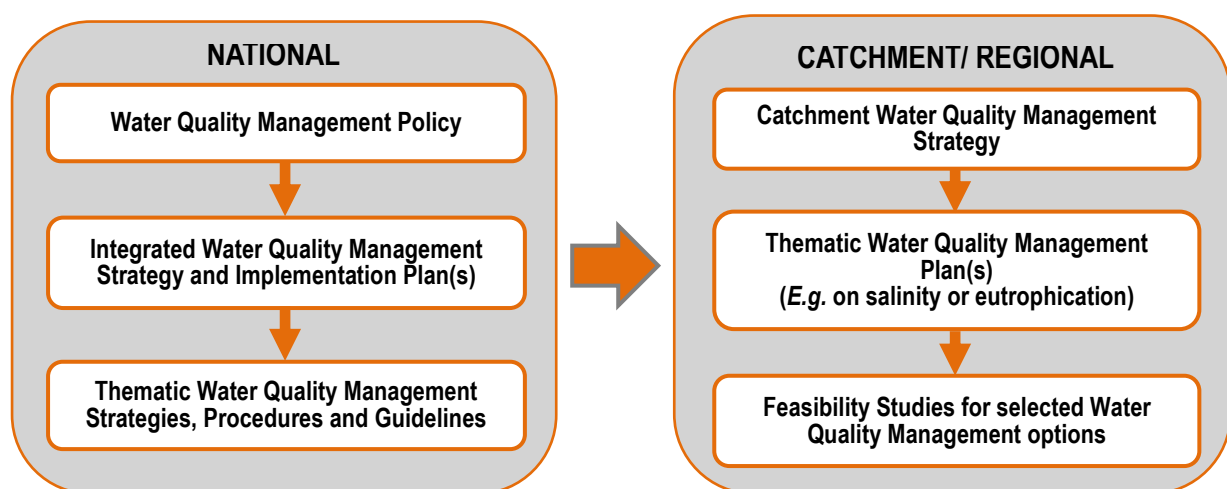 NATIONAL
Water Quality Management Policy
Integrated Water Quality Management
Strategy and Implementation Plan(s)
Thematic Water Quality Management
Strategies, Procedures and Guidelines
CATCHMENT/ REGIONAL
Catchment Water Quality Management
Strategy
Thematic Water Quality Management
Plan(s)
(E.g. on salinity or eutrophication)
Feasibility Studies for selected Water
Quality Management options